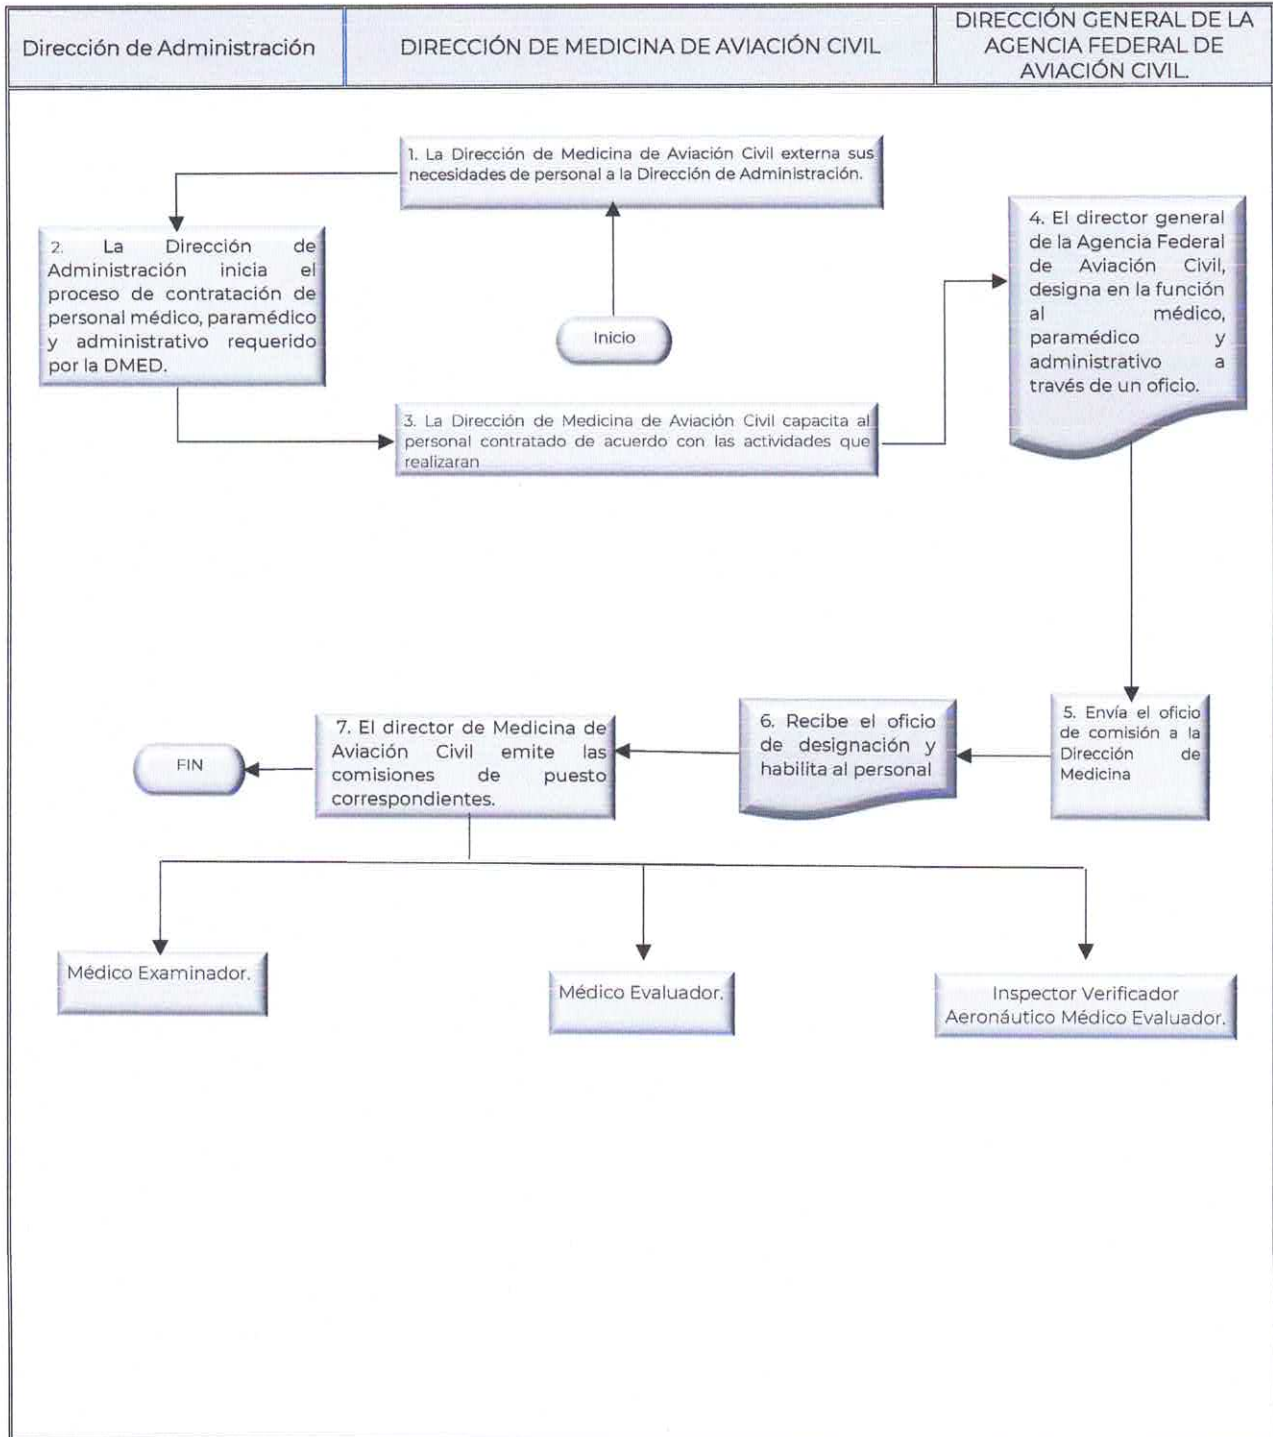 Dirección de Administración
DIRECCIÓN DE MEDICINA DE AVIACIÓN CIVIL
DIRECCIÓN GENERAL DE LA
AGENCIA FEDERAL DE
AVIACIÓN CIVIL.
1. La Dirección de Medicina de Aviación Civil externa sus
necesidades de personal a la Dirección de Administración.
2. La Dirección de
Administración inicia el
proceso de contratación de
personal médico, paramédico
y administrativo requerido
por la DMED.
Inicio
3. La Dirección de Medicina de Aviación Civil capacita al
personal contratado de acuerdo con las actividades que
realizaran
4. El director general
de la Agencia Federal
de Aviación Civil,
designa en la función
al médico,
paramédico y
administrativo a
través de un oficio.
5. Envía el oficio
de comisión a la
Dirección de
Medicina
6. Recibe el oficio
de designación y
habilita al personal
7. El director de Medicina de
Aviación Civil emite las
comisiones de puesto
correspondientes.
FIN
Médico Examinador.
Médico Evaluador.
Inspector Verificador
Aeronáutico Médico Evaluador.